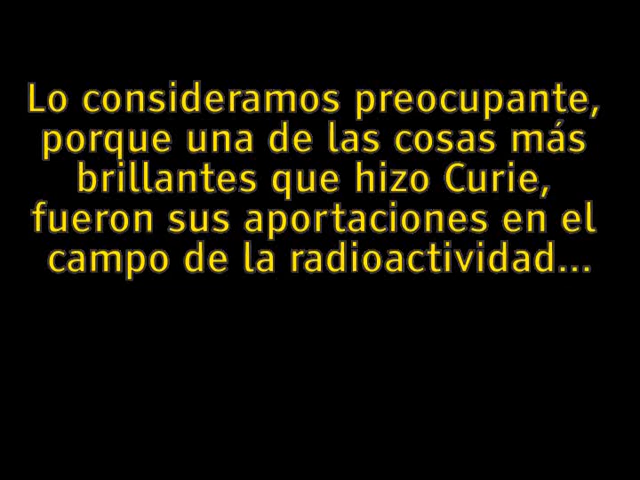 Lo consideramos preocupante,
porque una de las cosas más
brillantes que hizo Curie,
fueron sus aportaciones en el
campo de la radioactividad...